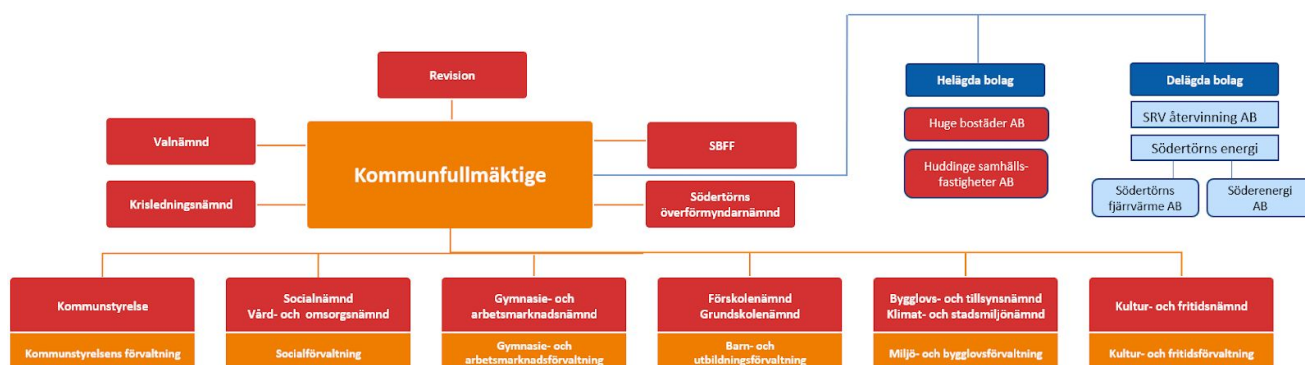 Revision
Helägda bolag
Delägda bolag
Huge bostäder AB
SRV återvinning AB
Valnämnd
SBFF
Södertörns energi
Kommunfullmäktige
Huddinge samhälls-
fastigheter AB
Krisledningsnämnd
Södertörns
överförmyndarnämnd
Södertörns
fjärrvärme AB
Söderenergi
AB
Kommunstyrelse
Socialnämnd
Vård- och omsorgsnämnd
Gymnasie- och
arbetsmarknadsnämnd
Förskolenämnd
Grundskolenämnd
Bygglovs- och tillsynsnämnd
Klimat- och stadsmiljönämnd
Kultur- och fritidsnämnd
Kommunstyrelsens förvaltning
Socialförvaltning
Gymnasie- och
arbetsmarknadsförvaltning
Barn- och
utbildningsförvaltning
Miljö- och bygglovsförvaltning
Kultur- och fritidsförvaltning